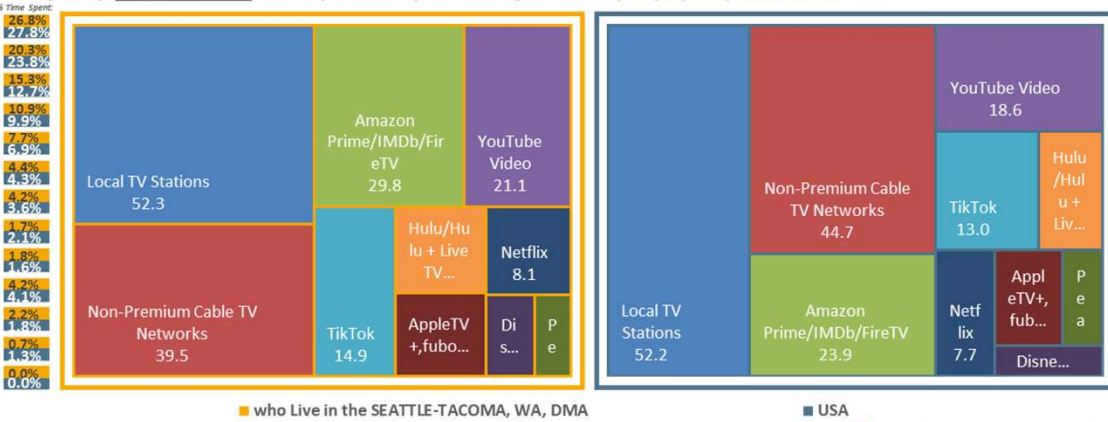 % Time Spent:
26.8%
27.8%
20.3%
23.8%
15.3%
12.7%
10.9%
9.9%
7.7%
6.9%
4.4%
4.3%
4.2%
3.6%
1.7%
2.1%
1.8%
1.6%
4.2%
4.1%
2.2%
1.8%
0.7%
1.3%
0.0%
0.0%
Local TV Stations
52.3
Non-Premium Cable TV
Networks
39.5
Amazon
Prime/IMDb/Fir
eTV
29.8
YouTube
Video
21.1
TikTok
14.9
Hulu/Hu
lu + Live
TV...
Netflix
8.1
AppleTV
+,fubo...
Di
s...
P
e
Local TV
Stations
52.2
Non-Premium Cable
TV Networks
44.7
Amazon
Prime/IMDb/FireTV
23.9
YouTube Video
18.6
TikTok
13.0
Hulu
/Hul
u +
Liv...
Netf
lix
7.7
Appl
eTV+,
fub...
P
e
a
Disne...
who Live in the SEATTLE-TACOMA, WA, DMA
USA